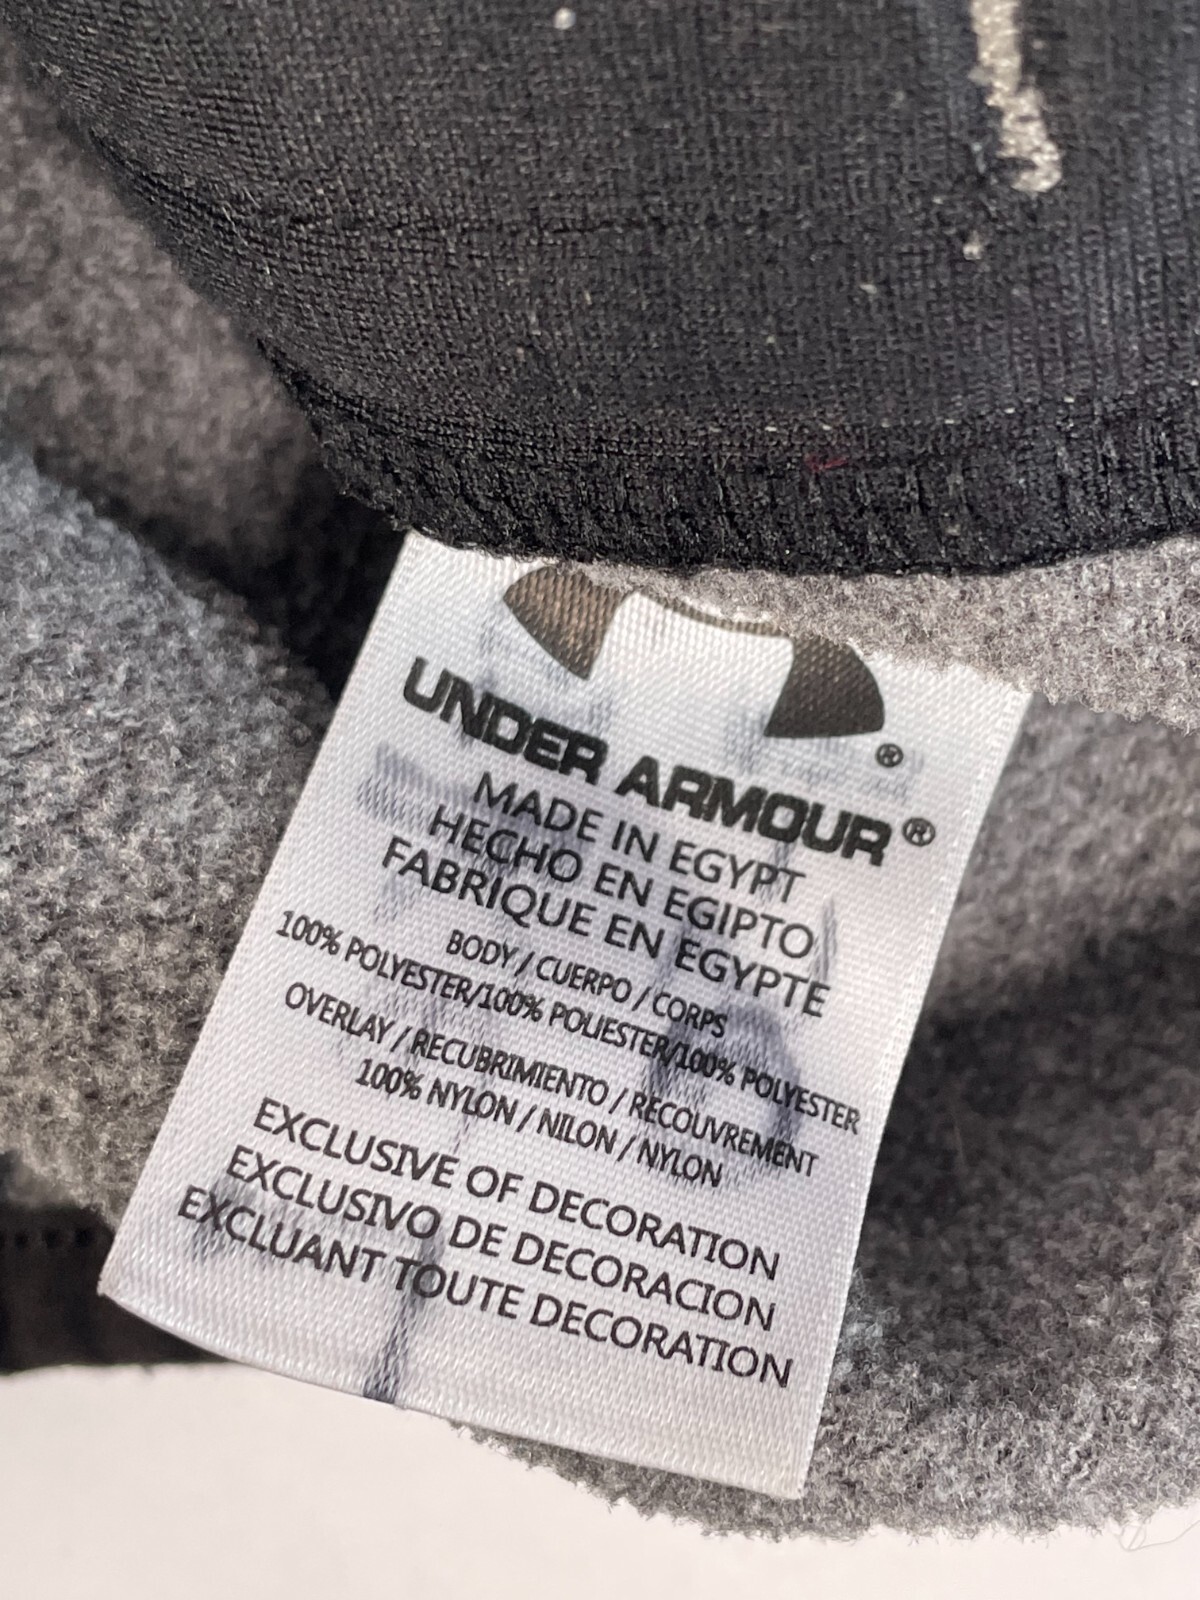 UNDER ARMOUR®
MADE IN EGYPT
HECHO EN EGIPTO
FABRIQUE EN EGYPTE
BODY / CUERPO / CORPS
100% POLYESTER/100% POLIESTER/100% POLYESTER
OVERLAY / RECUBRIMIENTO / RECOUVREMENT
100% NYLON / NILON / NYLON
EXCLUSIVE OF DECORATION
EXCLUSIVO DE DECORACION
EXCLUANT TOUTE DECORATION